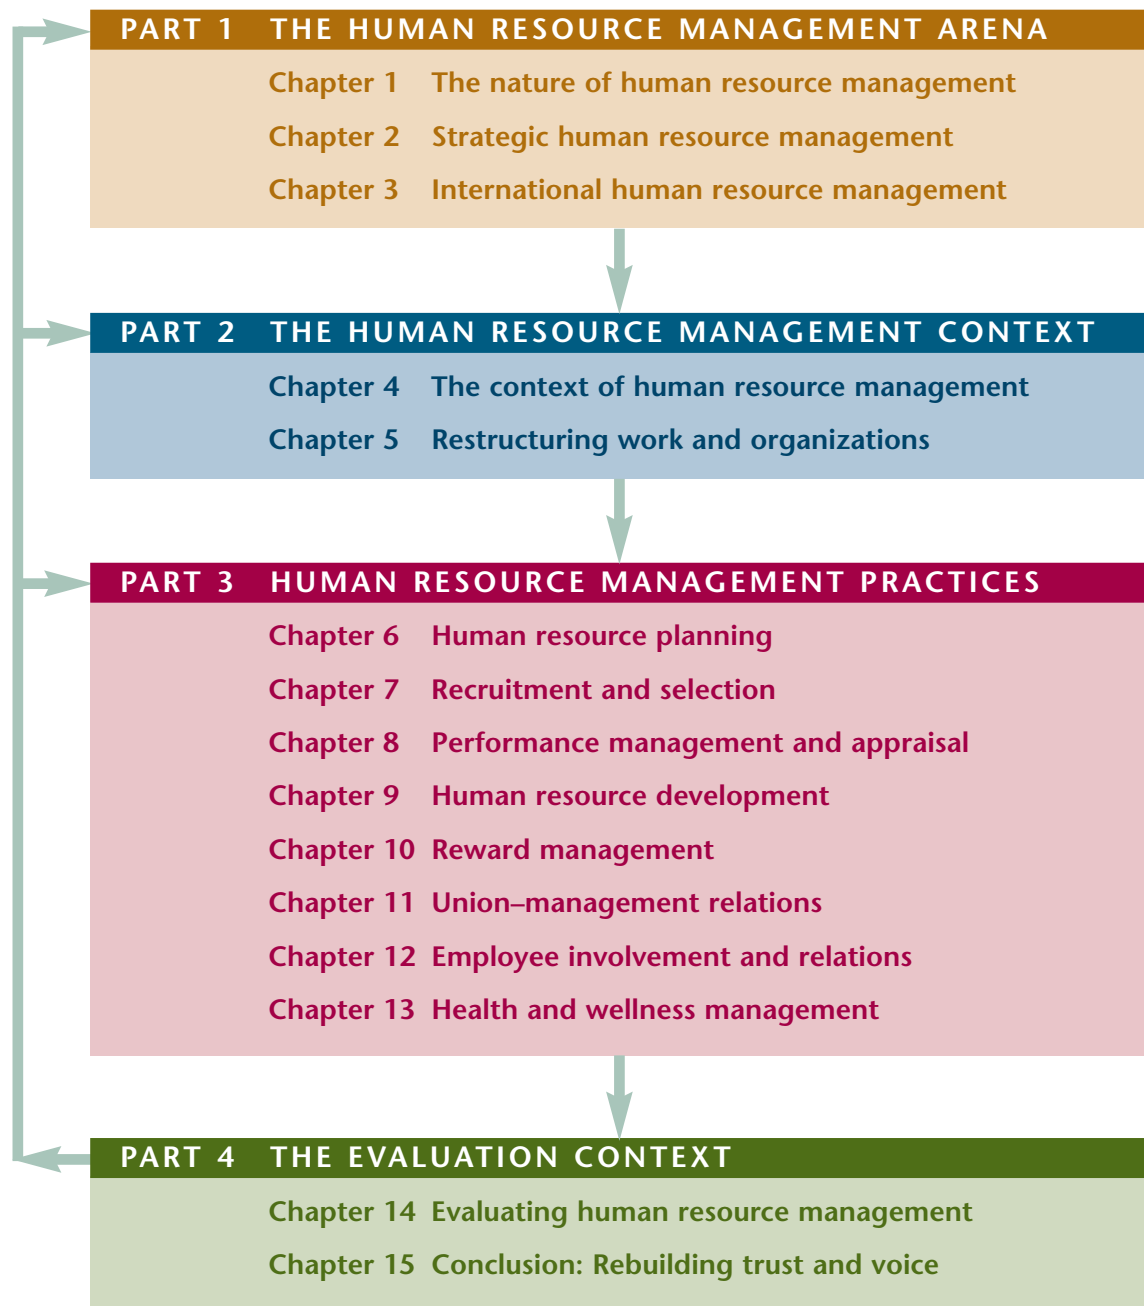 PART 1 THE HUMAN RESOURCE MANAGEMENT ARENA
Chapter 1 The nature of human resource management
Chapter 2 Strategic human resource management
Chapter 3 International human resource management
PART 2 THE HUMAN RESOURCE MANAGEMENT CONTEXT
Chapter 4 The context of human resource management
Chapter 5 Restructuring work and organizations
PART 3 HUMAN RESOURCE MANAGEMENT PRACTICES
Chapter 6 Human resource planning
Chapter 7 Recruitment and selection
Chapter 8 Performance management and appraisal
Chapter 9 Human resource development
Chapter 10 Reward management
Chapter 11 Union–management relations
Chapter 12 Employee involvement and relations
Chapter 13 Health and wellness management
PART 4 THE EVALUATION CONTEXT
Chapter 14 Evaluating human resource management
Chapter 15 Conclusion: Rebuilding trust and voice